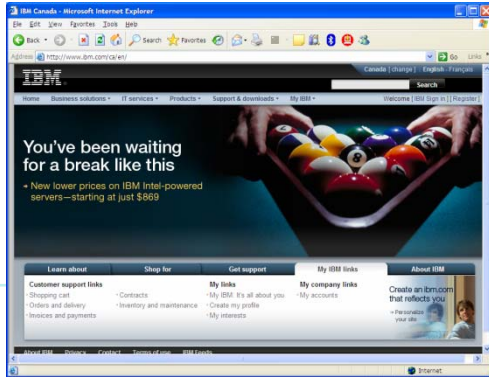 IBM Canada - Microsoft Internet Explorer
File Edit View Favorites Tools Help
Back Search Favorites
Address http://www.ibm.com/ca/en/ Go Links
Canada [ change ] English - Français
IBM
Search
Home Business solutions IT services Products Support & downloads My IBM Welcome [ IBM Sign in ] [ Register ]
You've been waiting
for a break like this
8
New lower prices on IBM Intel-powered
servers—starting at just $869
Learn about Shop for Get support My IBM links About IBM
Customer support links My links My company links
Shopping cart Contracts My IBM: It's all about you My accounts
Orders and delivery Inventory and maintenance Create my profile
Invoices and payments My interests
Create an ibm.com
that reflects you
Personalize
your site
About IBM Privacy Contact Terms of use IBM Feeds
Internet